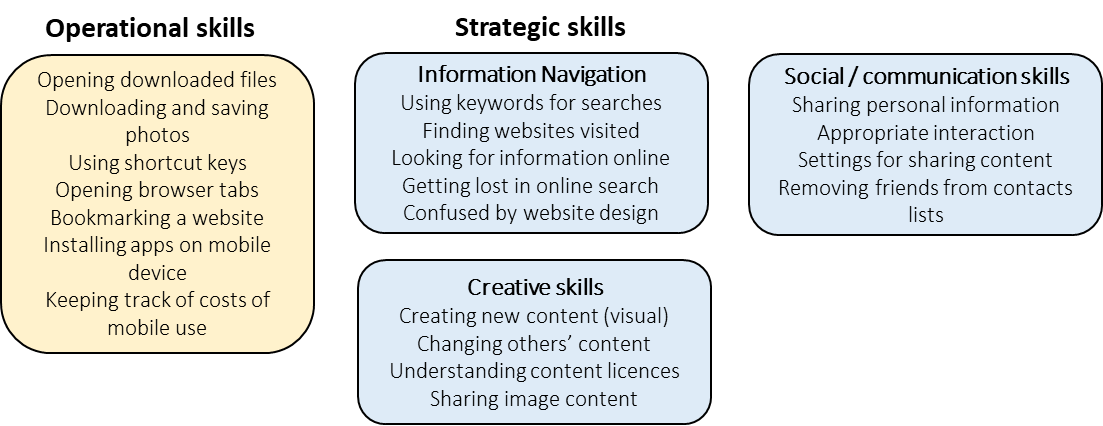 Operational skills
Opening downloaded files
Downloading and saving
photos
Using shortcut keys
Opening browser tabs
Bookmarking a website
Installing apps on mobile
device
Keeping track of costs of
mobile use
Strategic skills
Information Navigation
Using keywords for searches
Finding websites visited
Looking for information online
Getting lost in online search
Confused by website design
Social / communication skills
Sharing personal information
Appropriate interaction
Settings for sharing content
Removing friends from contacts
lists
Creative skills
Creating new content (visual)
Changing others’ content
Understanding content licences
Sharing image content